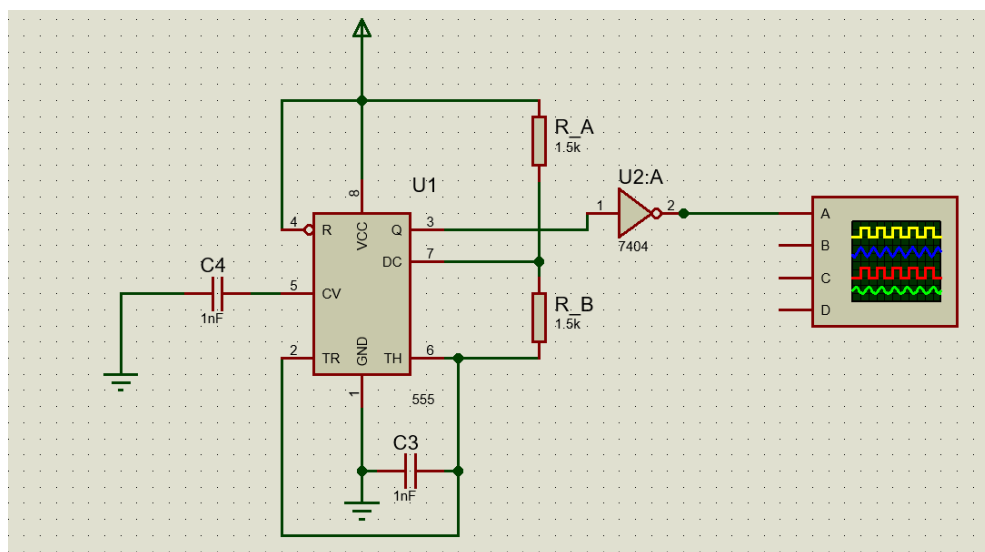 R_A
1.5k
U2:A
1
2
7404
A
B
C
D
U1
8
4
R
VCC
Q
3
DC
7
C4
1nF
5
CV
R_B
1.5k
2
TR
GND
TH
6
1
555
C3
1nF